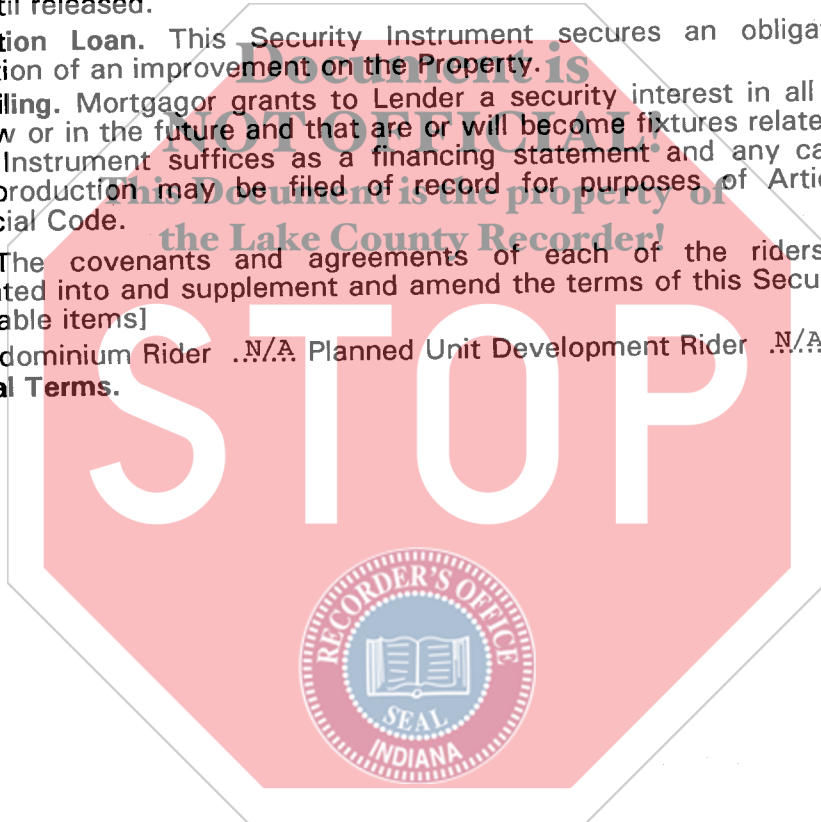 til released.
tion Loan. This Security Instrument secures an obliga
tion of an improvement on the Property.
Document is
iling. Mortgagor grants to Lender a security interest in all
w or in the future and that are or will become fixtures relate
NOT OFFICIAL!
Instrument suffices as a financing statement and any ca
production may be filed of record for purposes of Artic
This Document is the property of
cial Code.
the Lake County Recorder!
The covenants and agreements of each of the riders
ated into and supplement and amend the terms of this Secu
able items]
dominium Rider ..N/A.. Planned Unit Development Rider ..N/A
al Terms.
STOP
RECORDER'S OFFICE
SEAL
INDIANA